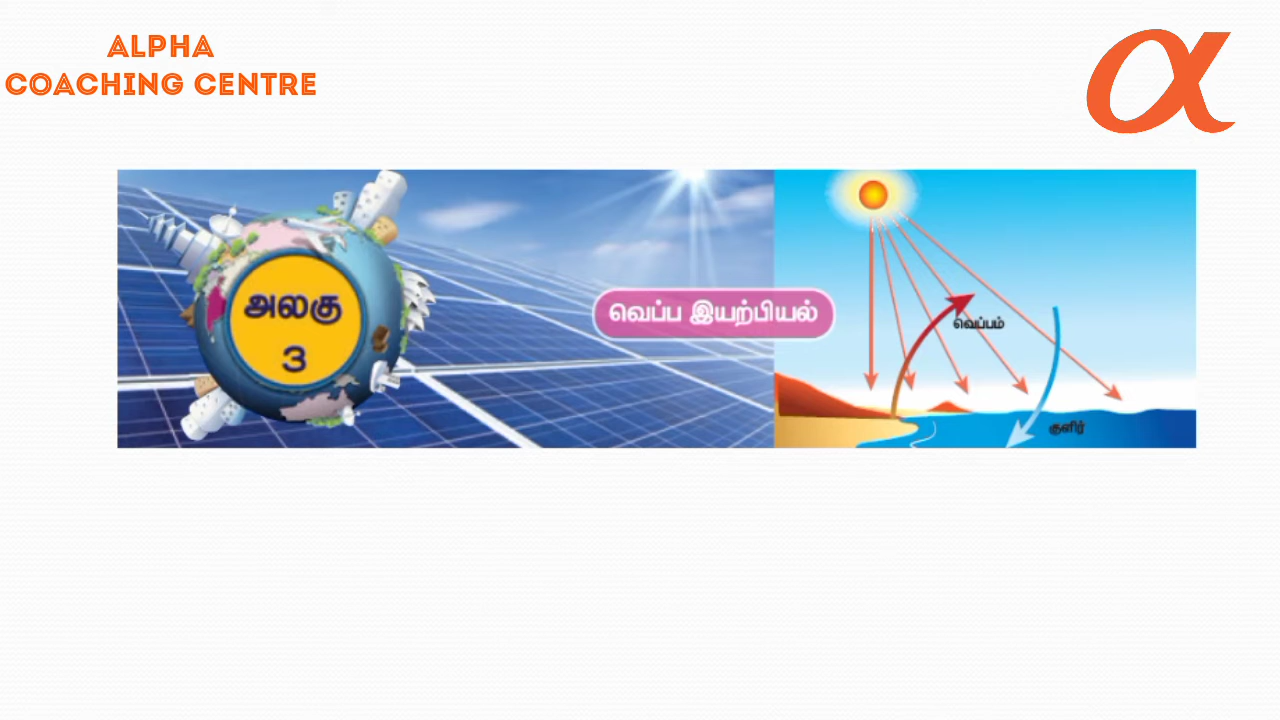 ALPHA
COACHING CENTRE
α
அலகு
3
வெப்ப இயற்பியல்
வெப்பம்
குளிர்